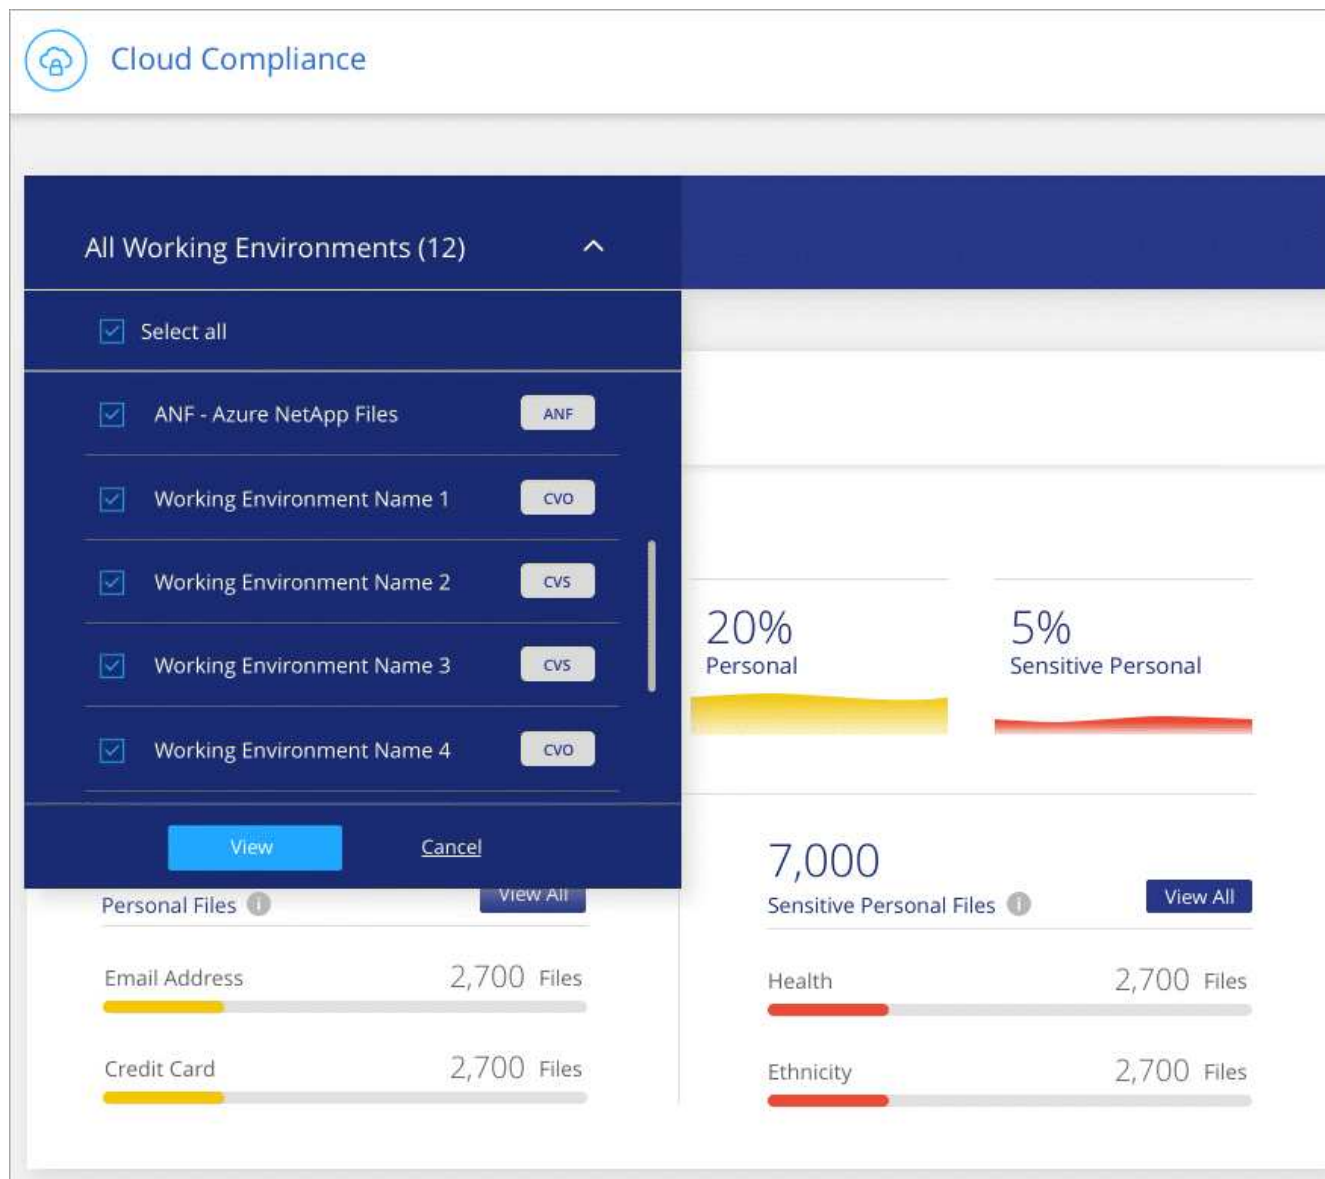 Cloud Compliance
All Working Environments (12)
Select all
ANF - Azure NetApp Files ANF
Working Environment Name 1 CVO
Working Environment Name 2 CVS
Working Environment Name 3 CVS
Working Environment Name 4 CVO
View Cancel
20%
Personal
5%
Sensitive Personal
Personal Files View All
Email Address 2,700 Files
Credit Card 2,700 Files
7,000
Sensitive Personal Files View All
Health 2,700 Files
Ethnicity 2,700 Files